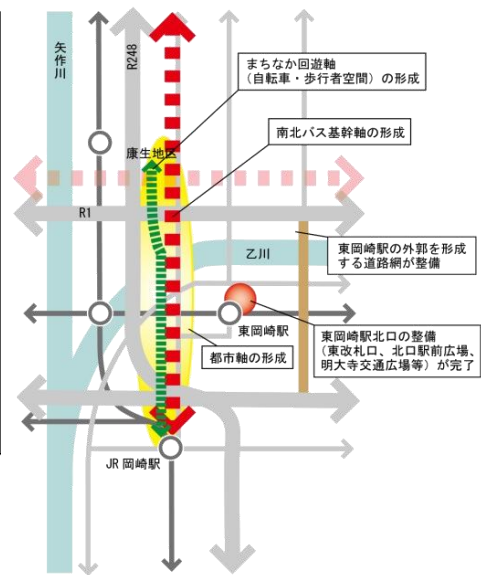 矢作川
R248
まちなか回遊軸
（自転車・歩行者空間）の形成
南北バス基幹軸の形成
康生地区
R1
乙川
東岡崎駅の外郭を形成
する道路網が整備
東岡崎駅
東岡崎駅北口の整備
（東改札口、北口駅前広場、
明大寺交通広場等）が完了
都市軸の形成
JR岡崎駅